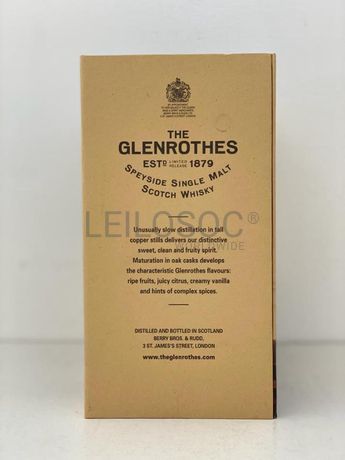 THE
GLENROTHES
ESTD LIMITED RELEASE 1879
SPEYSIDE SINGLE MALT
SCOTCH WHISKY
LEILOSOC®
Unusually slow distillation in tall
copper stills delivers our distinctive
sweet, clean and fruity spirit.
Maturation in oak casks develops
the characteristic Glenrothes flavours:
ripe fruits, juicy citrus, creamy vanilla
and hints of complex spices.
DISTILLED AND BOTTLED IN SCOTLAND
BERRY BROS. & RUDD,
3 ST. JAMES'S STREET, LONDON
www.theglenrothes.com